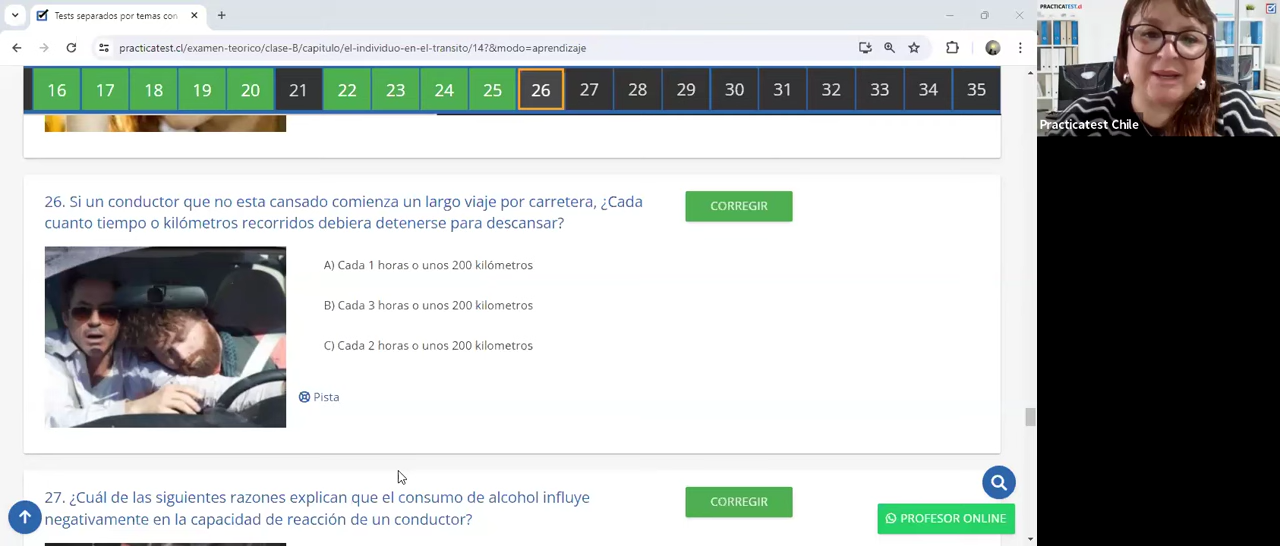 Tests separados por temas con
practicatest.cl/examen-teorico/clase-B/capitulo/el-individuo-en-el-transito/14?&modo=aprendizaje
PRACTICATEST.cl
16 17 18 19 20 21 22 23 24 25 26 27 28 29 30 31 32 33 34 35
Practicatest Chile
26. Si un conductor que no esta cansado comienza un largo viaje por carretera, ¿Cada
cuanto tiempo o kilómetros recorridos debiera detenerse para descansar?
CORREGIR
A) Cada 1 horas o unos 200 kilómetros
B) Cada 3 horas o unos 200 kilometros
C) Cada 2 horas o unos 200 kilometros
Pista
27. ¿Cuál de las siguientes razones explican que el consumo de alcohol influye
negativamente en la capacidad de reacción de un conductor?
CORREGIR
PROFESOR ONLINE